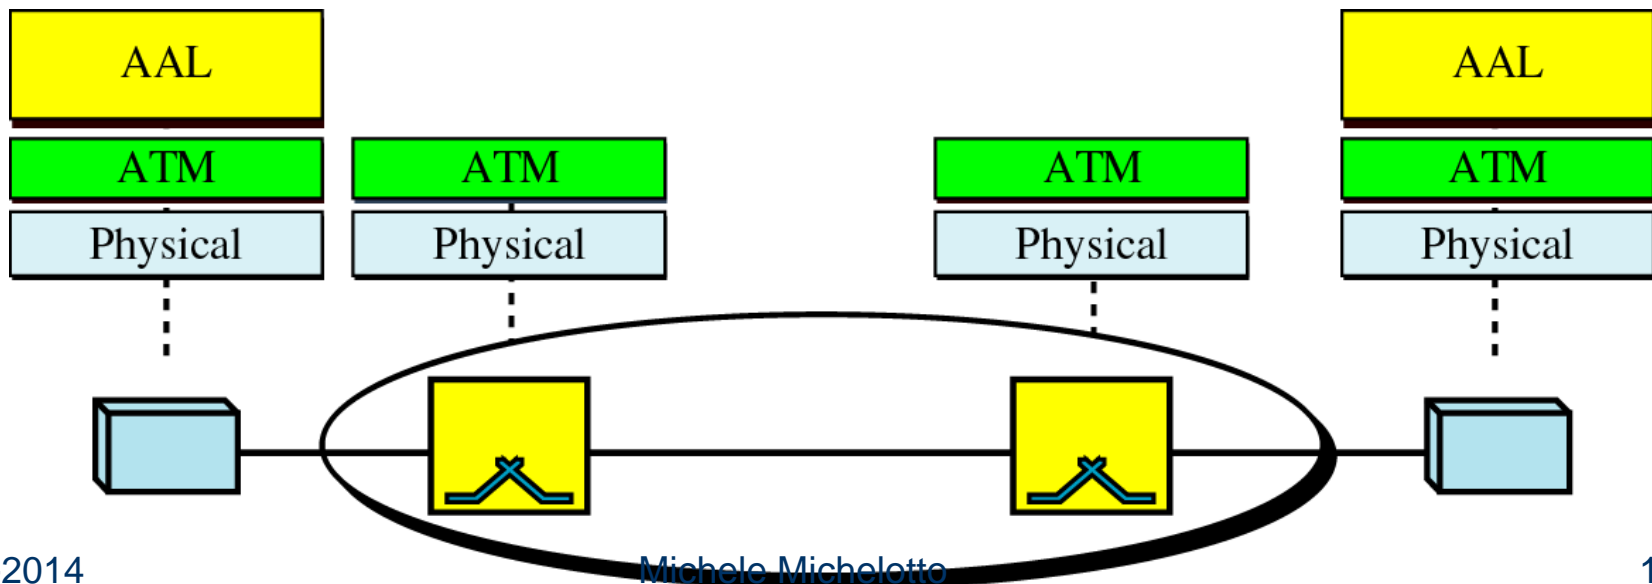 AAL AAL
ATM ATM ATM ATM
Physical Physical Physical Physical
2014 Michele Michelotto